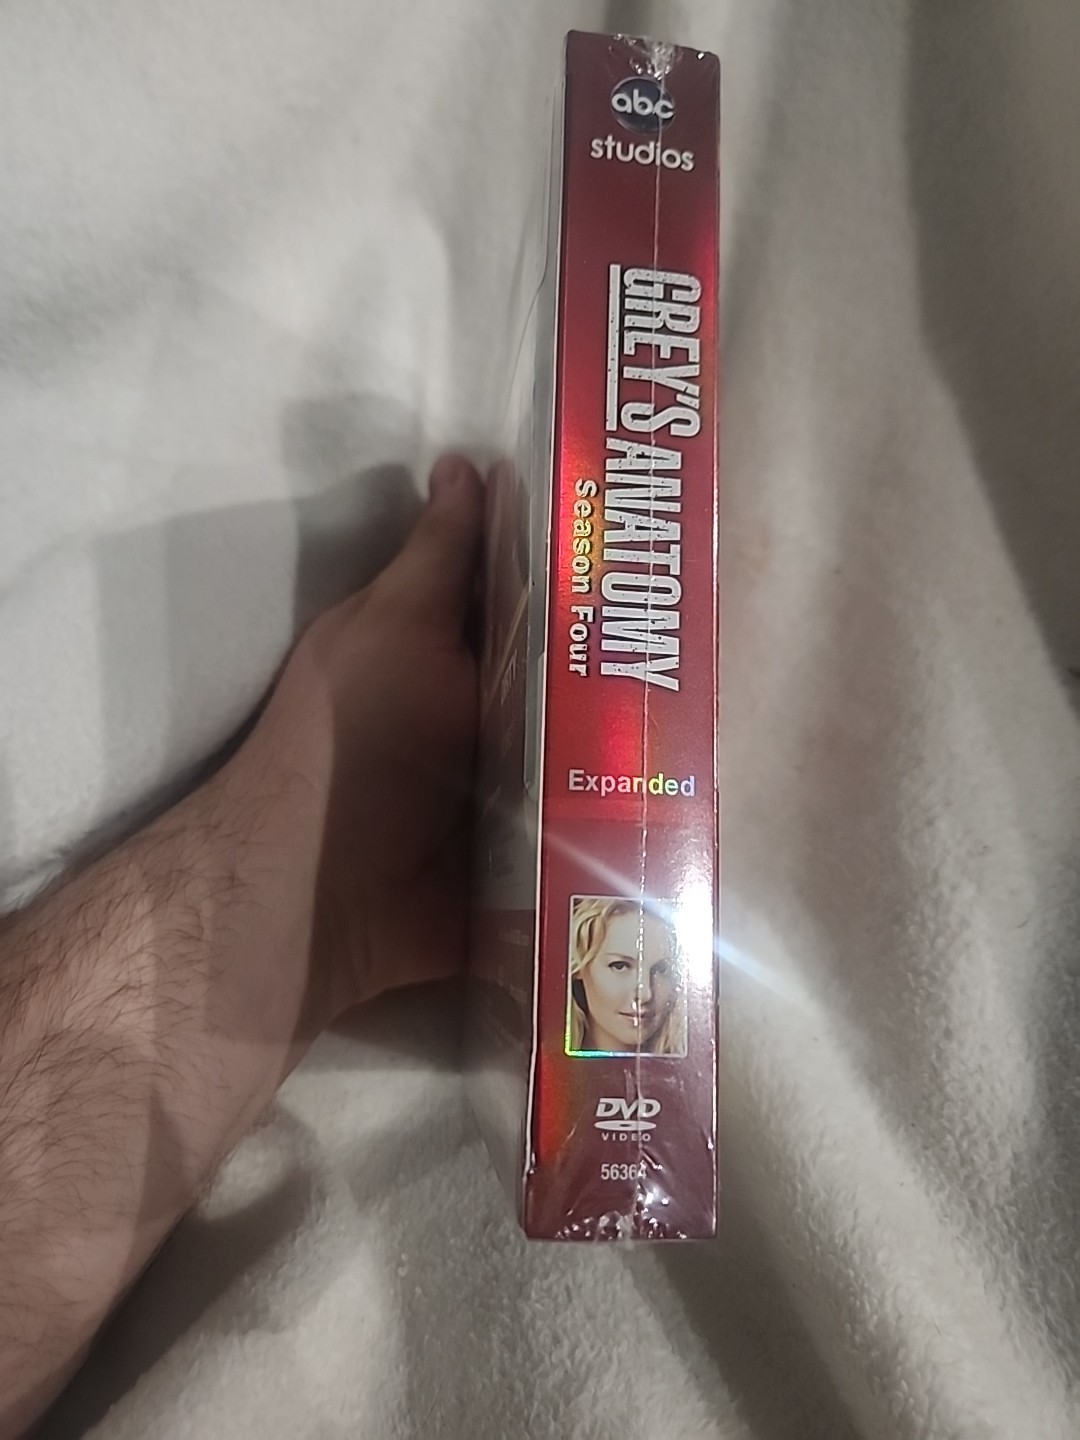 abc
studios
GREY'S ANATOMY
Season Four
Expanded
DVD
VIDEO